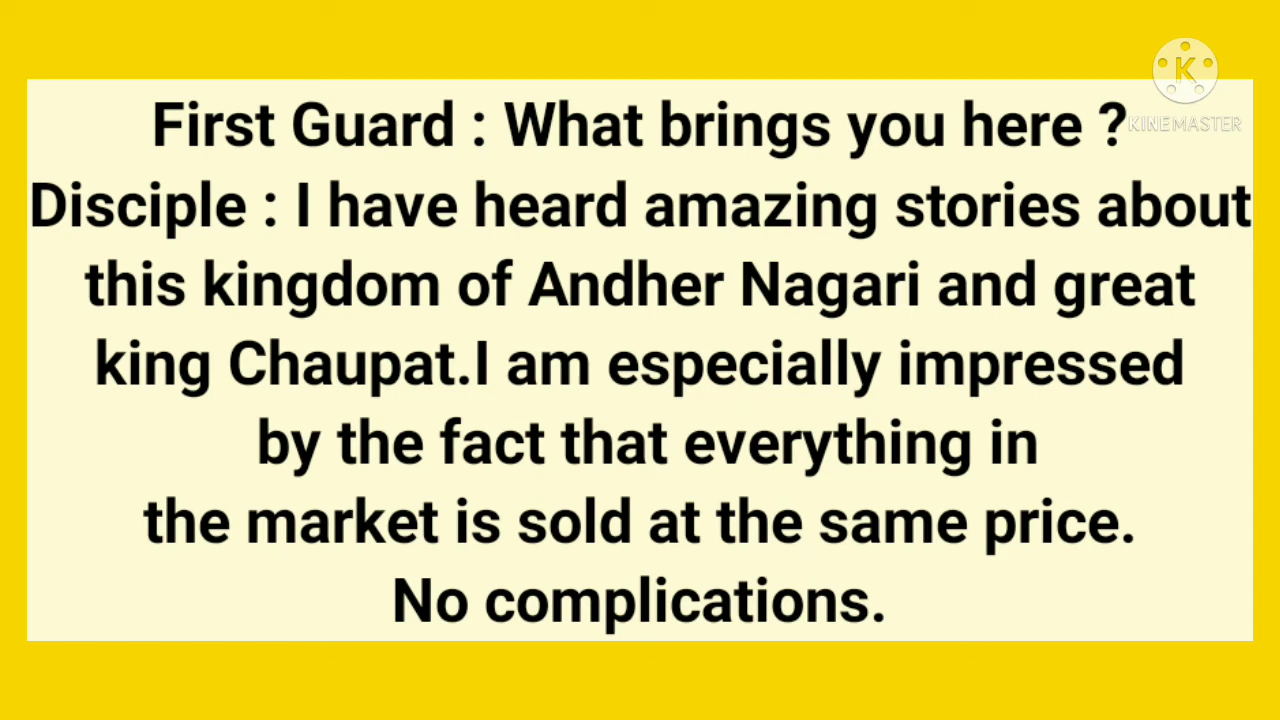 First Guard : What brings you here ?
KINEMASTER
Disciple : I have heard amazing stories about
this kingdom of Andher Nagari and great
king Chaupat.I am especially impressed
by the fact that everything in
the market is sold at the same price.
No complications.